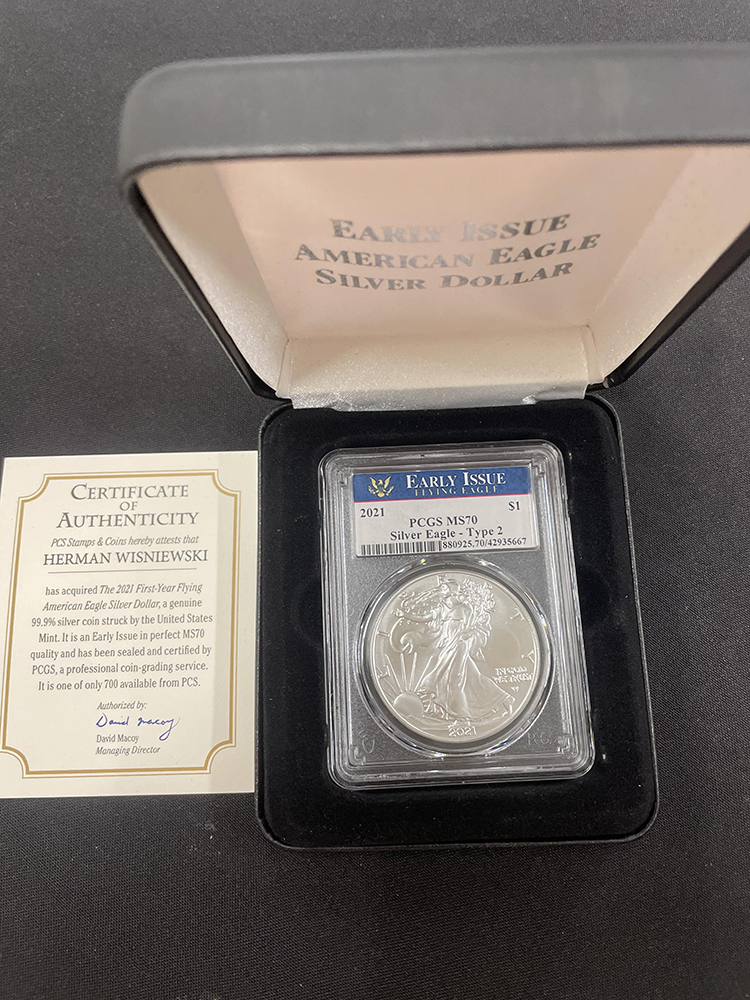 EARLY ISSUE
AMERICAN EAGLE
SILVER DOLLAR
CERTIFICATE
OF
AUTHENTICITY
PCS Stamps & Coins hereby attests that
HERMAN WISNIEWSKI
has acquired The 2021 First-Year Flying
American Eagle Silver Dollar, a genuine
99.9% silver coin struck by the United States
Mint. It is an Early Issue in perfect MS70
quality and has been sealed and certified by
PCGS, a professional coin-grading service.
It is one of only 700 available from PCS.
Authorized by:
David Macoy
David Macoy
Managing Director
EARLY ISSUE
FLYING EAGLE
2021 $1
PCGS MS70
Silver Eagle - Type 2
880925.70/42935667
IN GOD
WE TRUST
2021